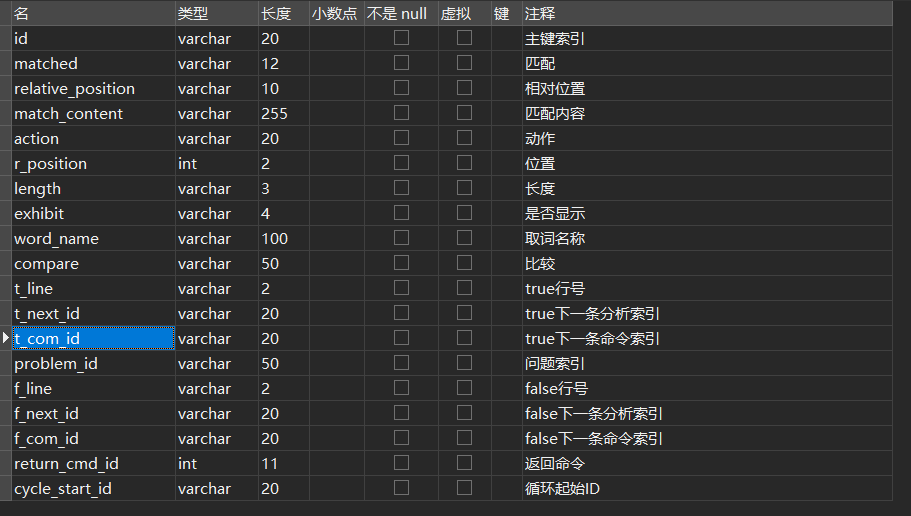 名 类型 长度 小数点 不是 null 虚拟 键 注释
id varchar 20 主键索引
matched varchar 12 匹配
relative_position varchar 10 相对位置
match_content varchar 255 匹配内容
action varchar 20 动作
r_position int 2 位置
length varchar 3 长度
exhibit varchar 4 是否显示
word_name varchar 100 取词名称
compare varchar 50 比较
t_line varchar 2 true行号
t_next_id varchar 20 true下一条分析索引
t_com_id varchar 20 true下一条命令索引
problem_id varchar 50 问题索引
f_line varchar 2 false行号
f_next_id varchar 20 false下一条分析索引
f_com_id varchar 20 false下一条命令索引
return_cmd_id int 11 返回命令
cycle_start_id varchar 20 循环起始ID